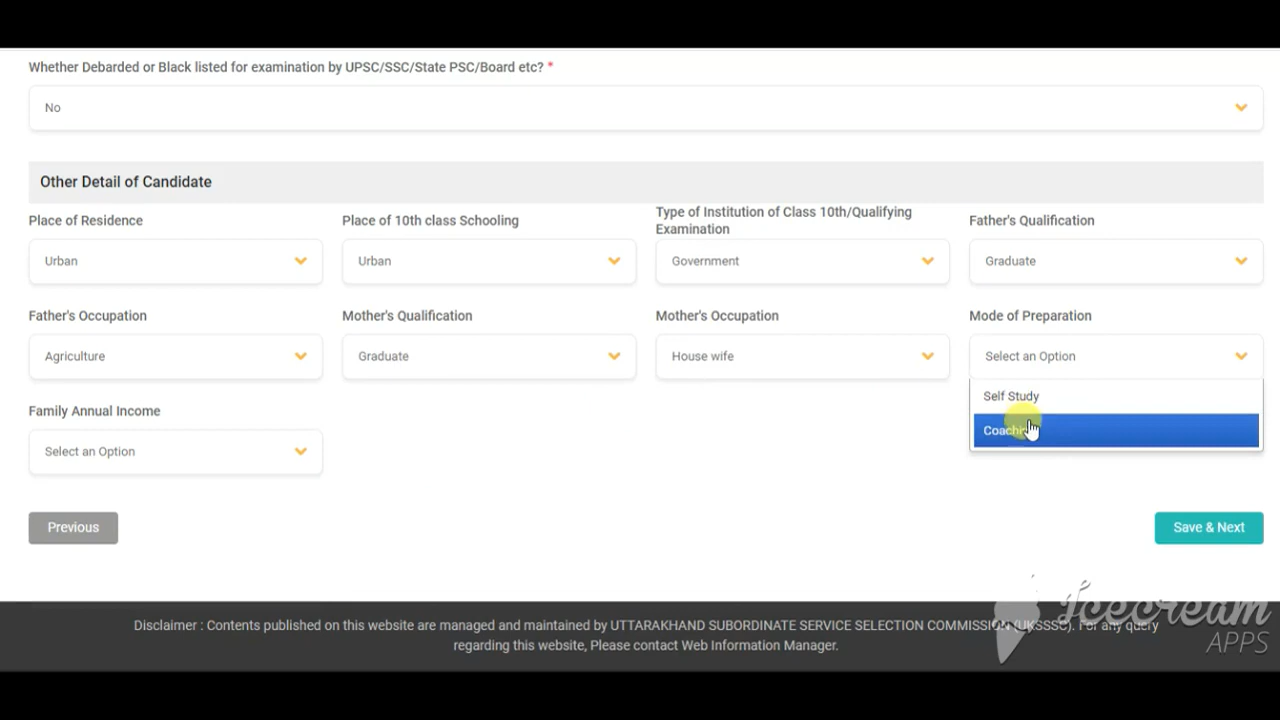 Whether Debarded or Black listed for examination by UPSC/SSC/State PSC/Board etc? *
No
Other Detail of Candidate
Place of Residence
Place of 10th class Schooling
Type of Institution of Class 10th/Qualifying
Examination
Father's Qualification
Urban
Urban
Government
Graduate
Father's Occupation
Mother's Qualification
Mother's Occupation
Mode of Preparation
Agriculture
Graduate
House wife
Select an Option
Self Study
Coaching
Family Annual Income
Select an Option
Previous
Save & Next
Disclaimer : Contents published on this website are managed and maintained by UTTARAKHAND SUBORDINATE SERVICE SELECTION COMMISSION (UKSSSC). For any query
regarding this website, Please contact Web Information Manager.
Icecream
APPS